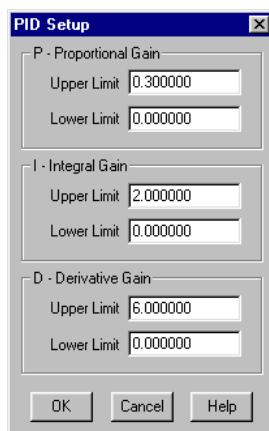 PID Setup
P - Proportional Gain
Upper Limit 0.300000
Lower Limit 0.000000
I - Integral Gain
Upper Limit 2.000000
Lower Limit 0.000000
D - Derivative Gain
Upper Limit 6.000000
Lower Limit 0.000000
OK Cancel Help